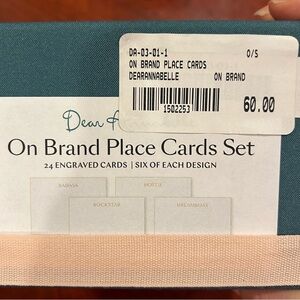 DA-03-01-1 O/S
ON BRAND PLACE CARDS
DEARANNABELLE ON BRAND
1502253 60.00
Dear
On Brand Place Cards Set
24 ENGRAVED CARDS | SIX OF EACH DESIGN
BADASS HOTTIE
ROCKSTAR DREAMBOAT